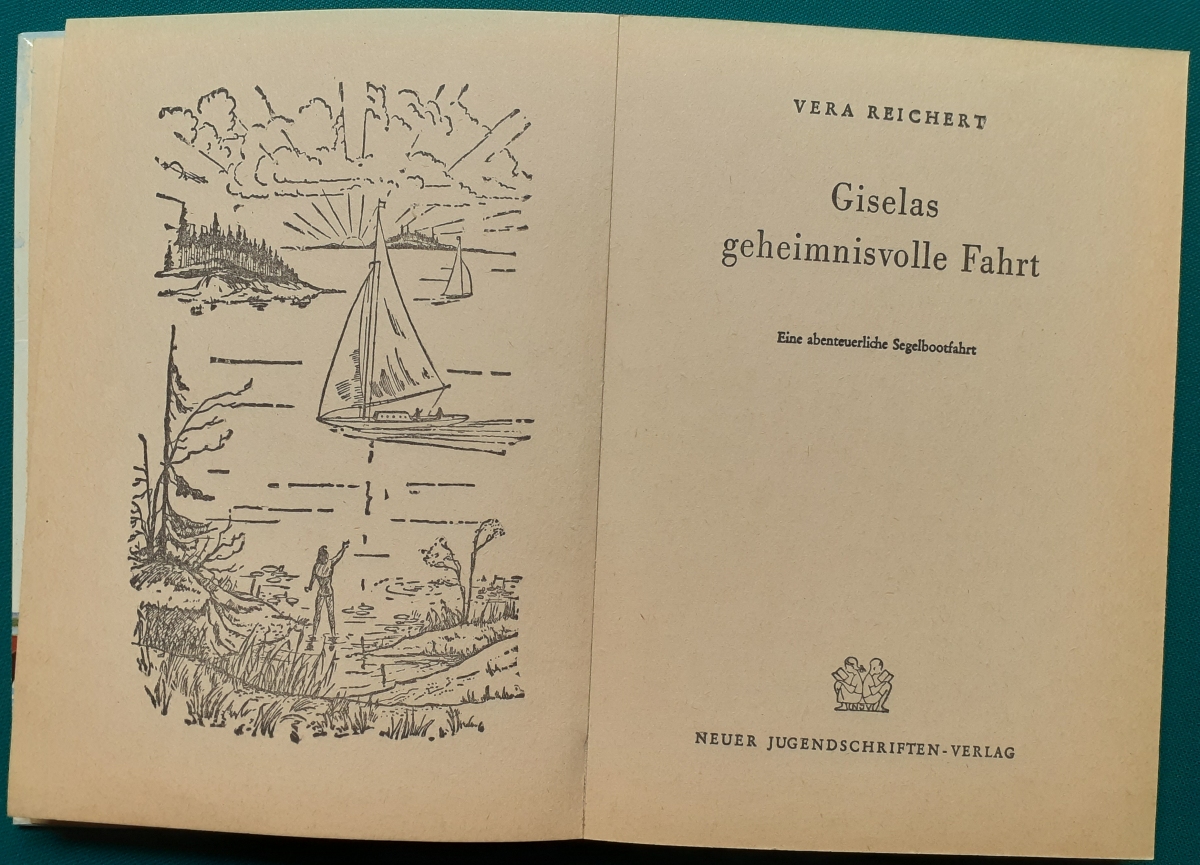 VERA REICHERT
Giselas
geheimnisvolle Fahrt
Eine abenteuerliche Segelbootfahrt
NEUER JUGENDSCHRIFTEN-VERLAG